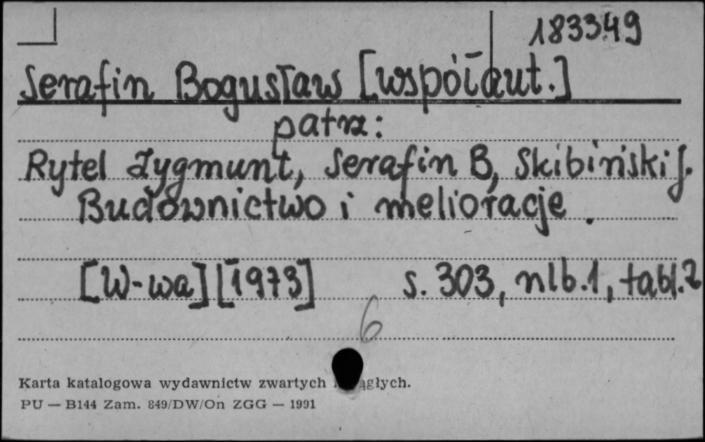 183349
Serafin Bogusław [współaut.]
patrz:
Rytel Zygmunt, Serafin B, Skibiński J.
Budownictwo i melioracje.
[W-wa] [1973] s. 303, nlb.1, tabl.2
6
Karta katalogowa wydawnictw zwartych ągłych.
PU — B144 Zam. 849/DW/On ZGG — 1991